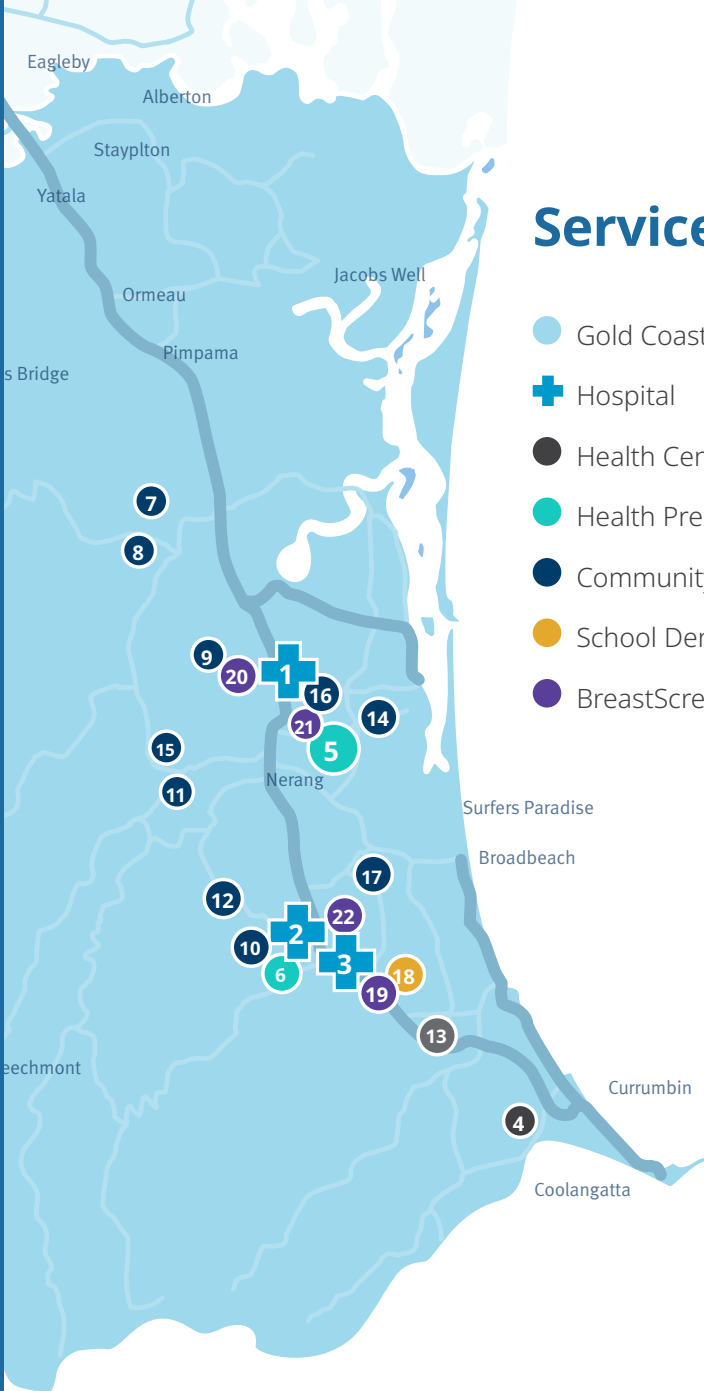 Eagleby
Alberton
Stayplton
Yatala
Jacobs Well
Ormeau
Pimpama
s Bridge
7
8
9
20
1
16
21
14
15
5
Nerang
11
Surfers Paradise
Broadbeach
17
12
22
2
10
3
6
18
19
13
eechmont
Currumbin
4
Coolangatta
Service
Gold Coast
Hospital
Health Cen
Health Pre
Community
School Den
BreastScre